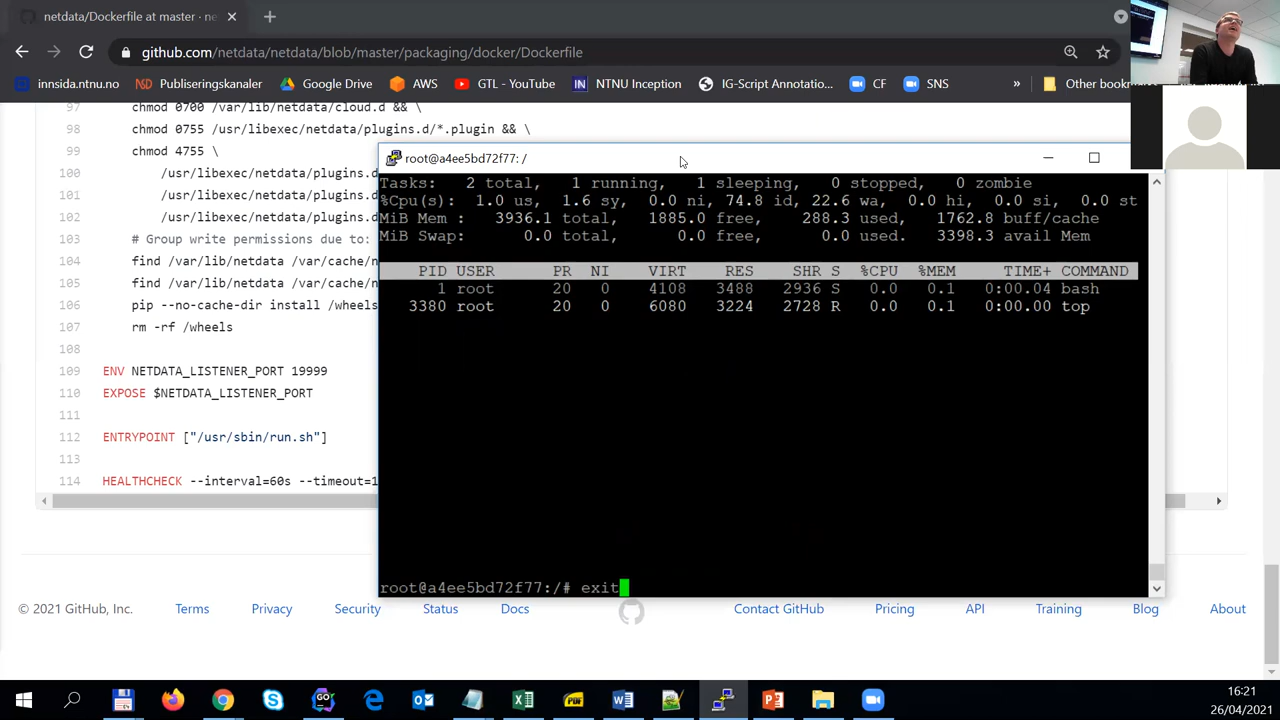 netdata/Dockerfile at master · n
github.com/netdata/netdata/blob/master/packaging/docker/Dockerfile
innsida.ntnu.no
Publiseringskanaler
Google Drive
AWS
GTL - YouTube
NTNU Inception
IG-Script Annotatio...
CF
SNS
»
Other bookm
97 chmod 0700 /var/lib/netdata/cloud.d && \
98 chmod 0755 /usr/libexec/netdata/plugins.d/*.plugin && \
99 chmod 4755 \
100 /usr/libexec/netdata/plugins.d
101 /usr/libexec/netdata/plugins.d
102 /usr/libexec/netdata/plugins.d
103 # Group write permissions due to:
104 find /var/lib/netdata /var/cache/ne
105 find /var/lib/netdata /var/cache/ne
106 pip --no-cache-dir install /wheels
107 rm -rf /wheels
108
109 ENV NETDATA_LISTENER_PORT 19999
110 EXPOSE $NETDATA_LISTENER_PORT
111
112 ENTRYPOINT ["/usr/sbin/run.sh"]
113
114 HEALTHCHECK --interval=60s --timeout=1
root@a4ee5bd72f77: /
Tasks: 2 total, 1 running, 1 sleeping, 0 stopped, 0 zombie
%Cpu(s): 1.0 us, 1.6 sy, 0.0 ni, 74.8 id, 22.6 wa, 0.0 hi, 0.0 si, 0.0 st
MiB Mem : 3936.1 total, 1885.0 free, 288.3 used, 1762.8 buff/cache
MiB Swap: 0.0 total, 0.0 free, 0.0 used. 3398.3 avail Mem
PID USER PR NI VIRT RES SHR S %CPU %MEM TIME+ COMMAND
1 root 20 0 4108 3488 2936 S 0.0 0.1 0:00.04 bash
3380 root 20 0 6080 3224 2728 R 0.0 0.1 0:00.00 top
root@a4ee5bd72f77:/# exit
© 2021 GitHub, Inc.
Terms
Privacy
Security
Status
Docs
Contact GitHub
Pricing
API
Training
Blog
About
16:21
26/04/2021